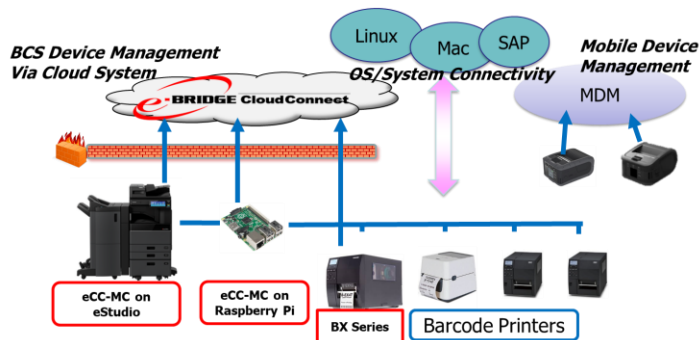 BCS Device Management
Via Cloud System
Linux
Mac
SAP
Mobile Device
Management
OS/System Connectivity
MDM
e-BRIDGE CloudConnect
eCC-MC on
eStudio
eCC-MC on
Raspberry Pi
BX Series
Barcode Printers